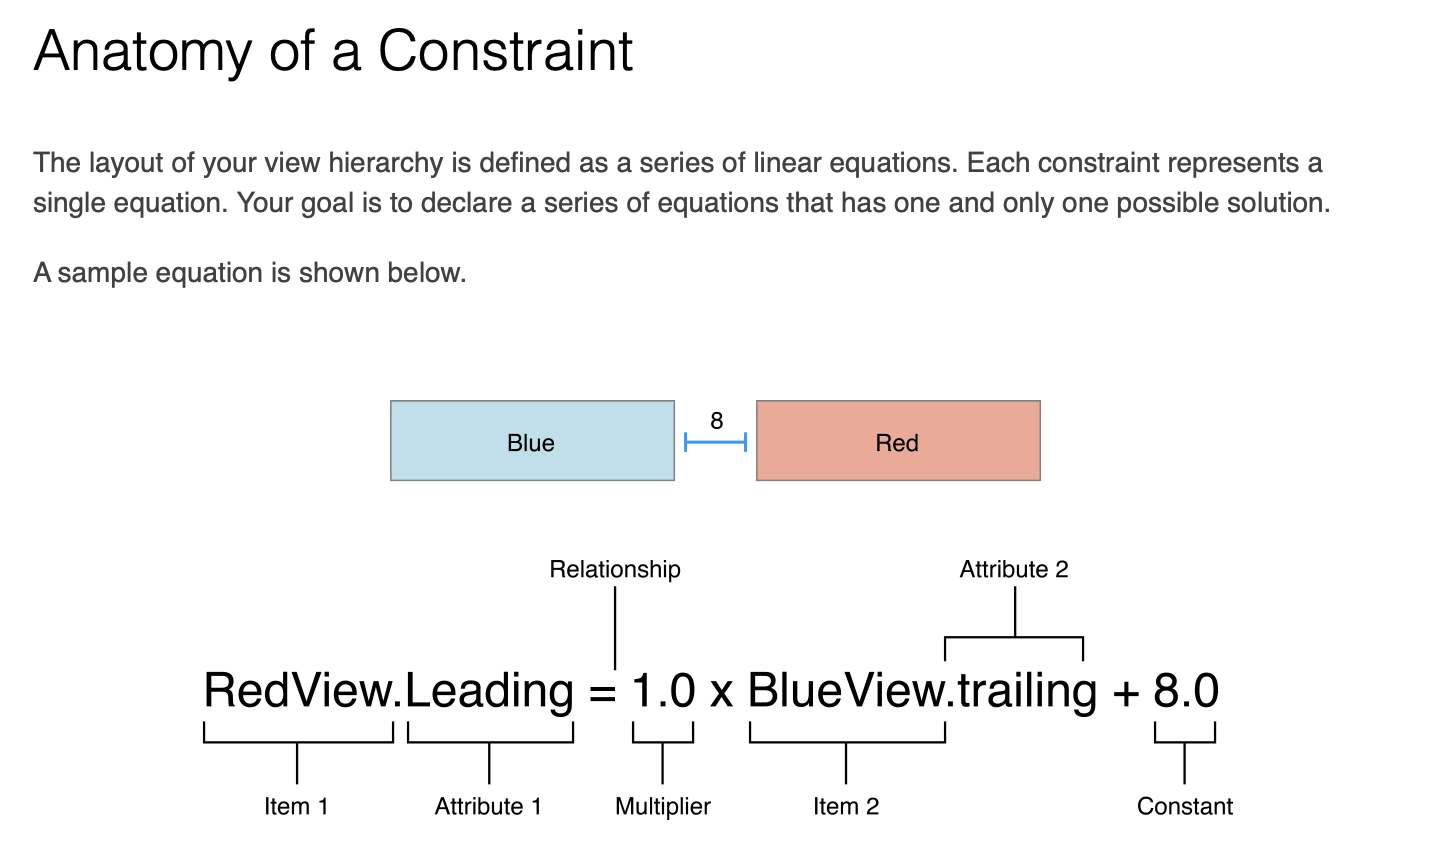 Anatomy of a Constraint
The layout of your view hierarchy is defined as a series of linear equations. Each constraint represents a
single equation. Your goal is to declare a series of equations that has one and only one possible solution.
A sample equation is shown below.
8
Blue
Red
Relationship
Attribute 2
RedView.Leading = 1.0 x BlueView.trailing + 8.0
Item 1
Attribute 1
Multiplier
Item 2
Constant